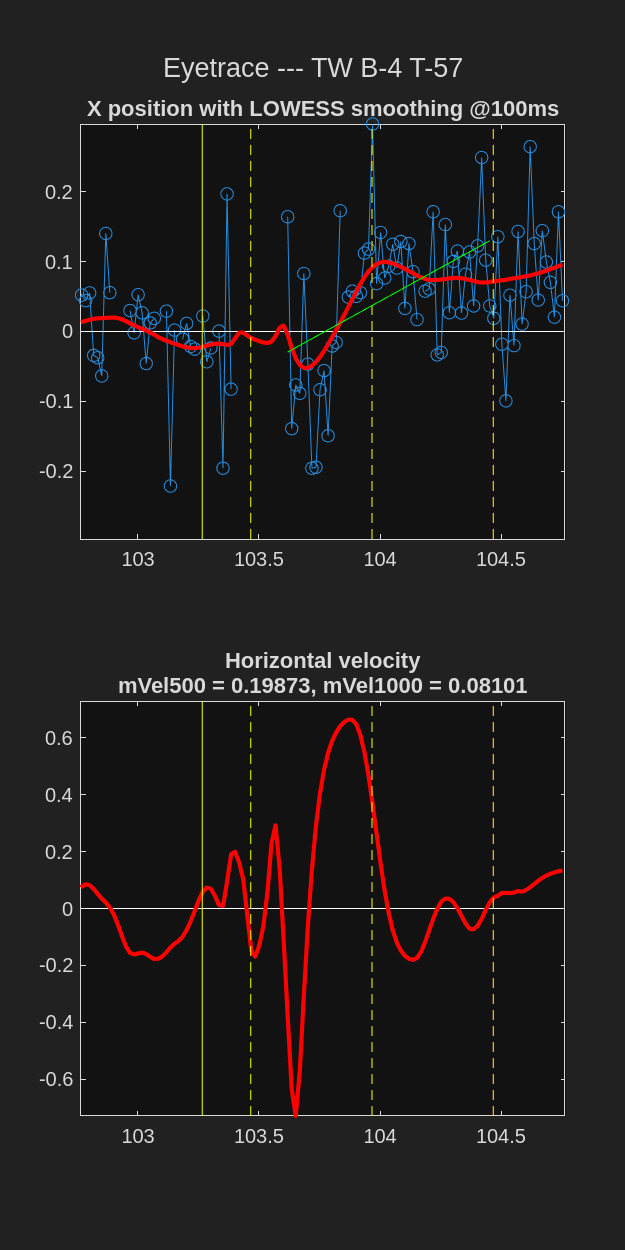 Eyetrace --- TW B-4 T-57
X position with LOWESS smoothing @100ms
0.2
0.1
0
-0.1
-0.2
103 103.5 104 104.5
Horizontal velocity
mVel500 = 0.19873, mVel1000 = 0.08101
0.6
0.4
0.2
0
-0.2
-0.4
-0.6
103 103.5 104 104.5